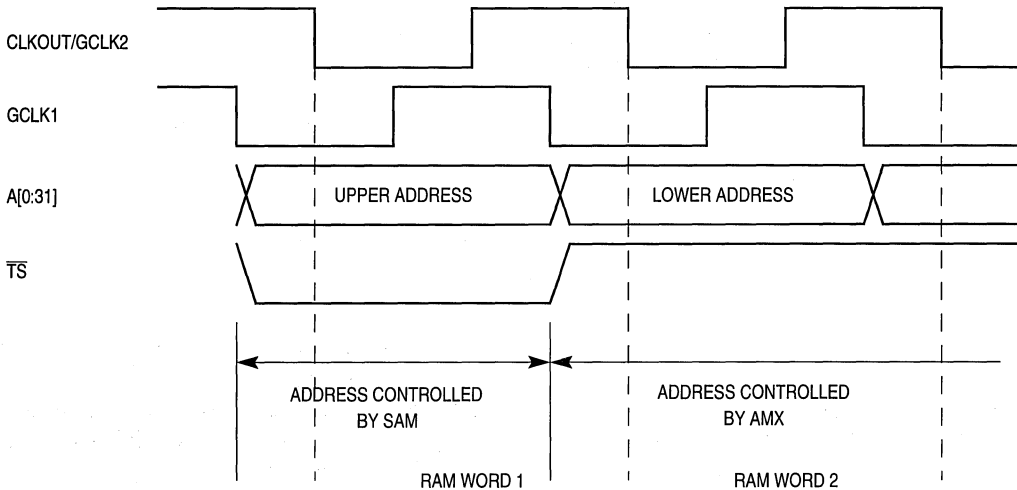 CLKOUT/GCLK2
GCLK1
A[0:31]
UPPER ADDRESS
LOWER ADDRESS
TS
ADDRESS CONTROLLED
BY SAM
ADDRESS CONTROLLED
BY AMX
RAM WORD 1
RAM WORD 2